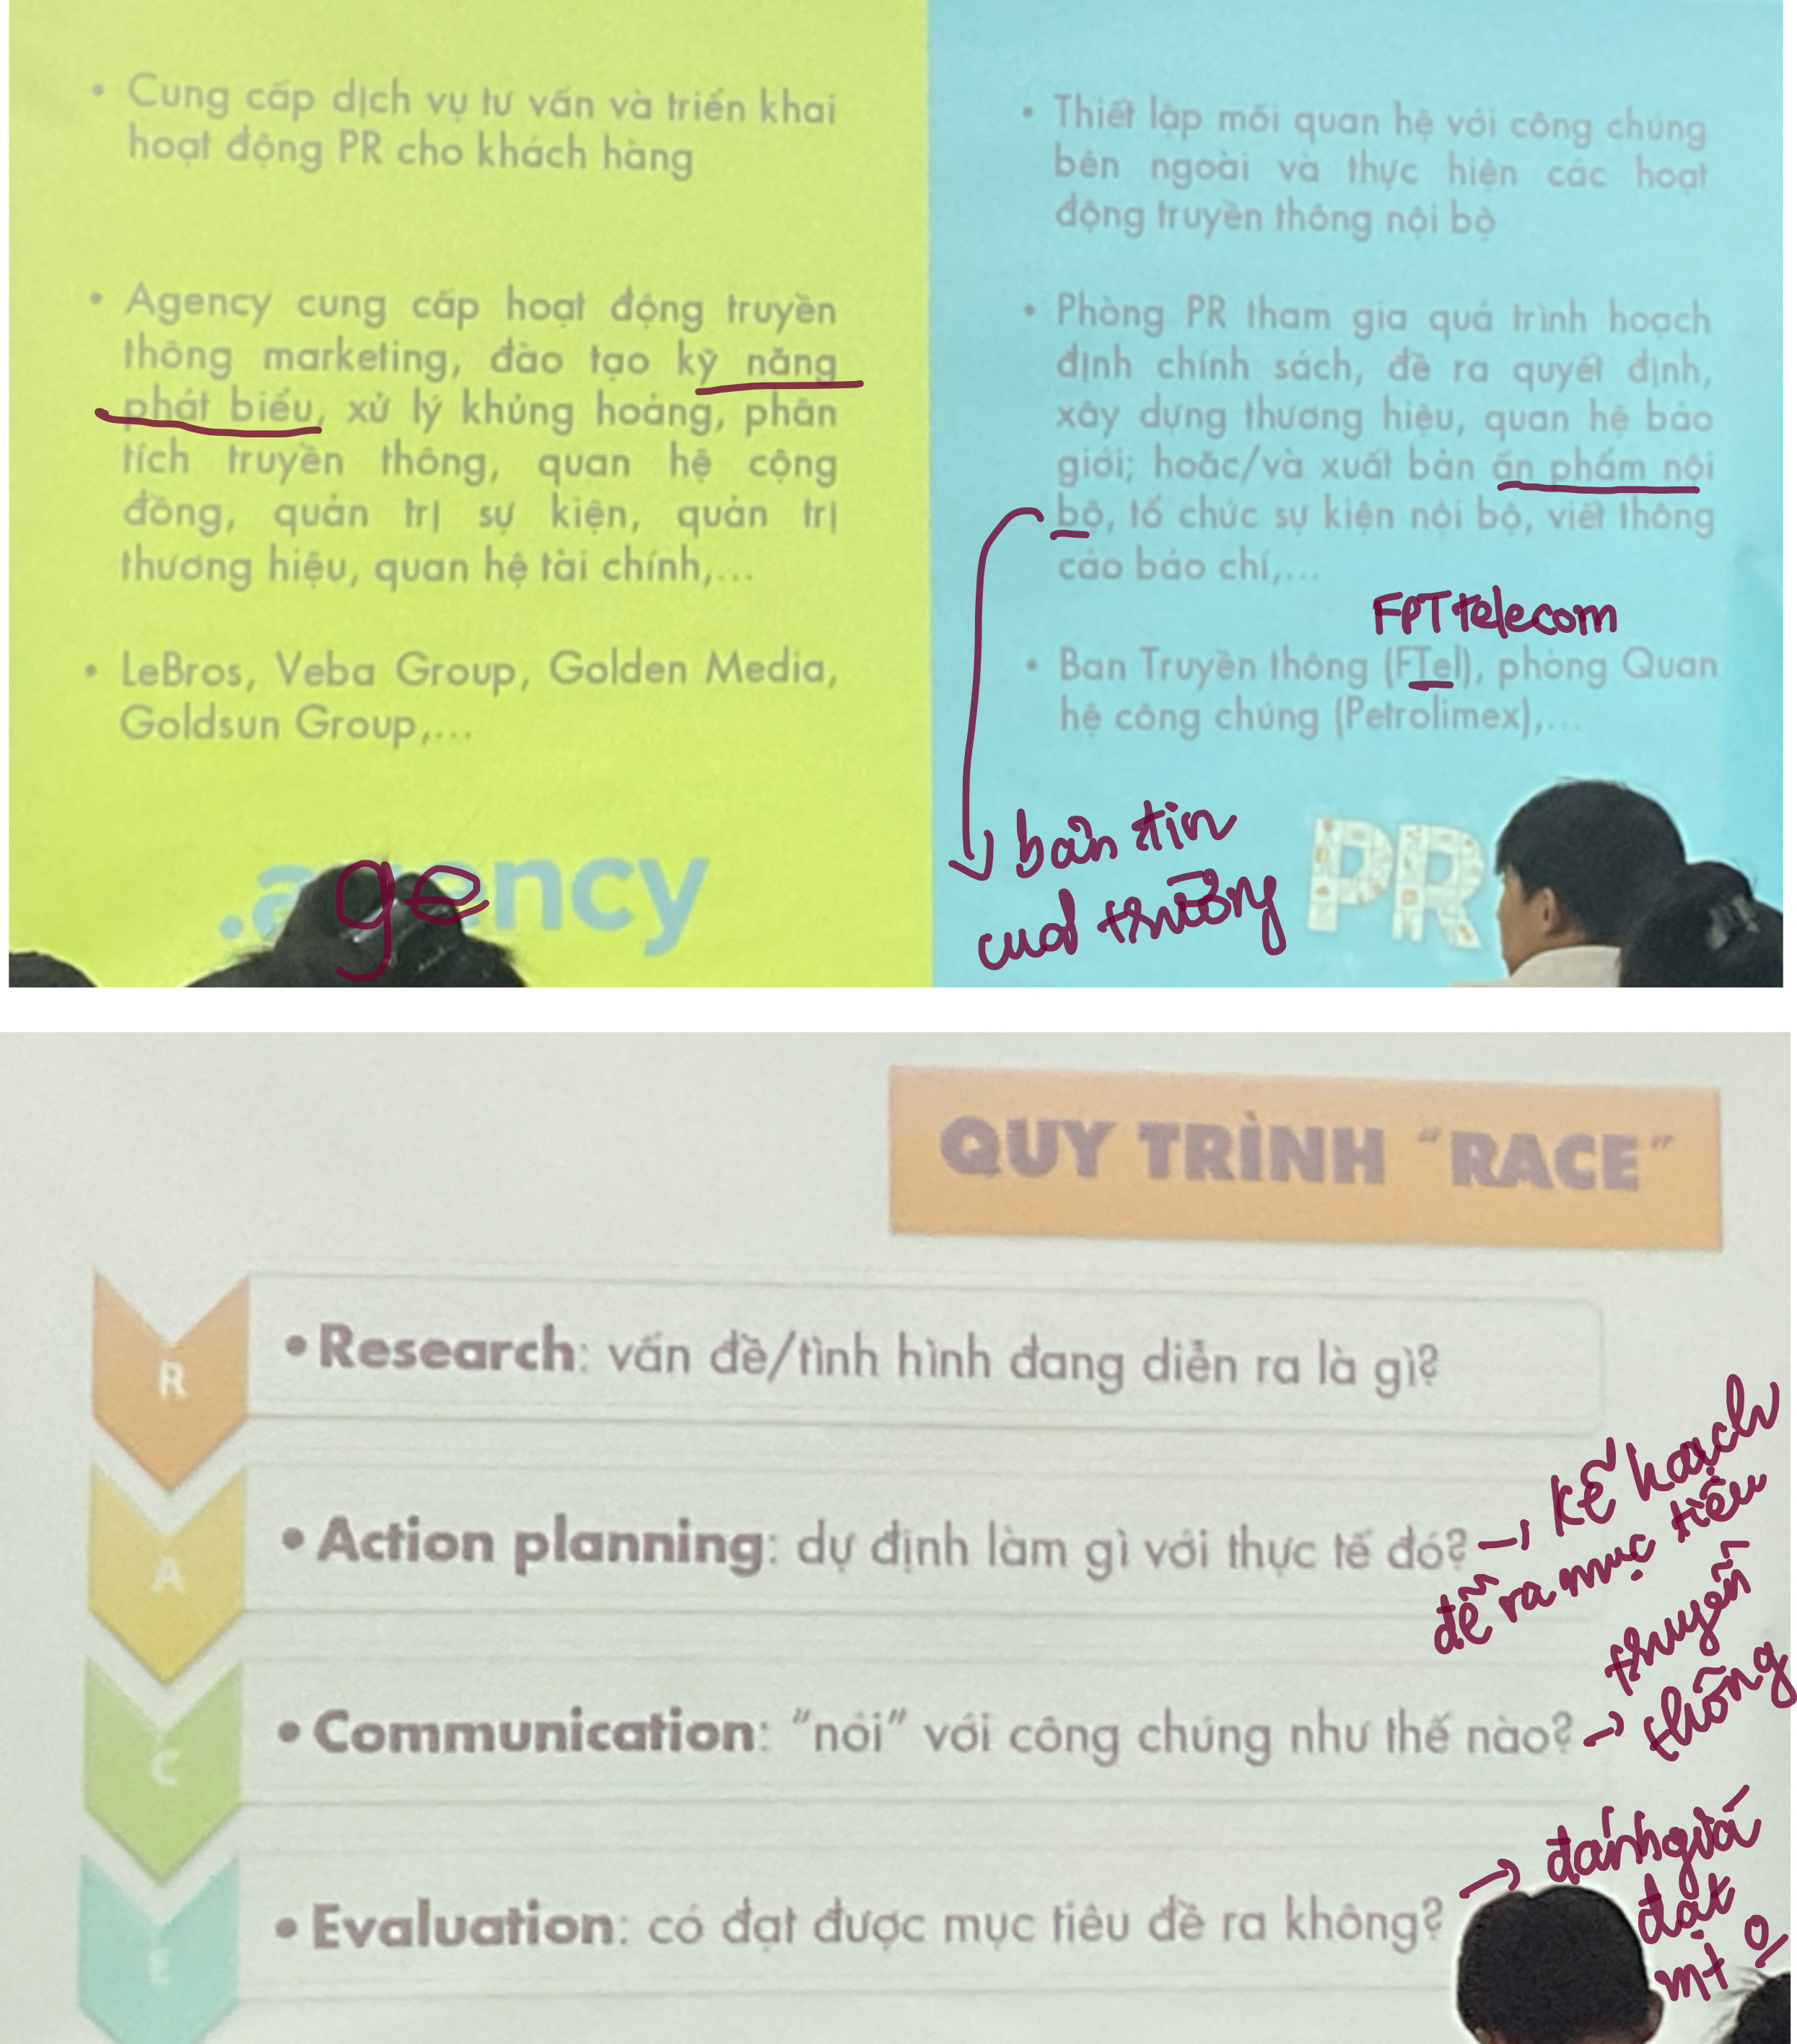 • Cung cấp dịch vụ tư vấn và triển khai
hoạt động PR cho khách hàng
• Agency cung cấp hoạt động truyền
thông marketing, đào tạo kỹ năng
phát biểu, xử lý khủng hoảng, phân
tích truyền thông, quan hệ cộng
đồng, quản trị sự kiện, quản trị
thương hiệu, quan hệ tài chính,...
• LeBros, Veba Group, Golden Media,
Goldsun Group,...
.agency
• Thiết lập mối quan hệ với công chúng
bên ngoài và thực hiện các hoạt
động truyền thông nội bộ
• Phòng PR tham gia quá trình hoạch
định chính sách, đề ra quyết định,
xây dựng thương hiệu, quan hệ báo
giới; hoặc/và xuất bản ấn phẩm nội
bộ, tổ chức sự kiện nội bộ, viết thông
cáo báo chí,...
FPT telecom
• Ban Truyền thông (FTel), phòng Quan
hệ công chúng (Petrolimex),...
→ bản tin
của trường
PR
QUY TRÌNH “RACE”
R
• Research: vấn đề/tình hình đang diễn ra là gì?
A
• Action planning: dự định làm gì với thực tế đó? → kế hoạch
để ra mục tiêu
C
• Communication: “nói” với công chúng như thế nào? → truyền
thông
E
• Evaluation: có đạt được mục tiêu đề ra không? → đánh giá
đạt
mt